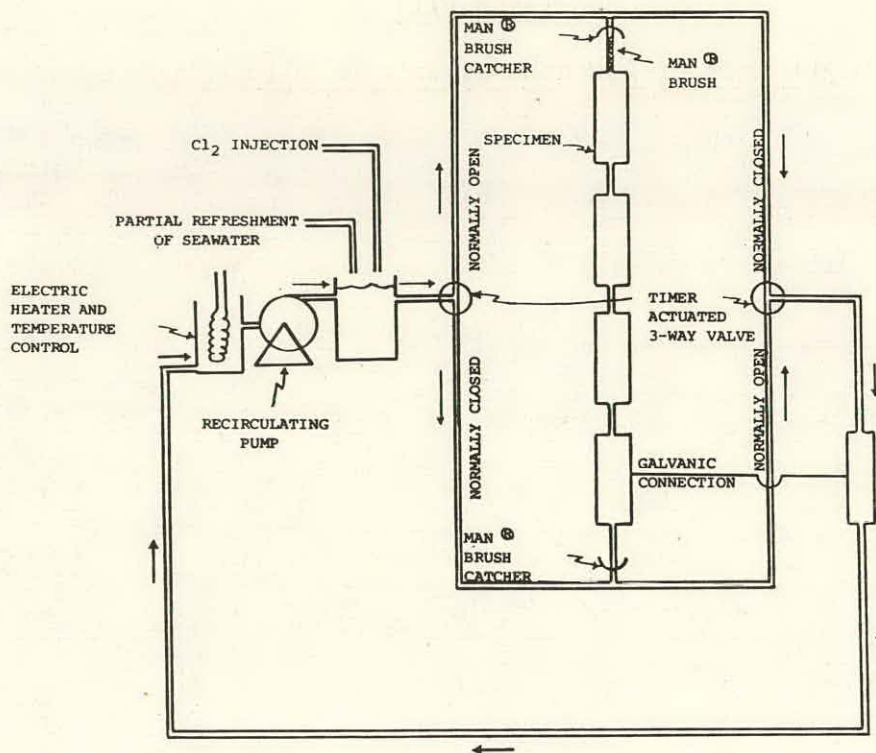 MAN ®
BRUSH
CATCHER
MAN ®
BRUSH
SPECIMEN
Cl₂ INJECTION
PARTIAL REFRESHMENT
OF SEAWATER
ELECTRIC
HEATER AND
TEMPERATURE
CONTROL
RECIRCULATING
PUMP
NORMALLY OPEN
NORMALLY CLOSED
NORMALLY CLOSED
NORMALLY OPEN
TIMER
ACTUATED
3-WAY VALVE
GALVANIC
CONNECTION
MAN ®
BRUSH
CATCHER